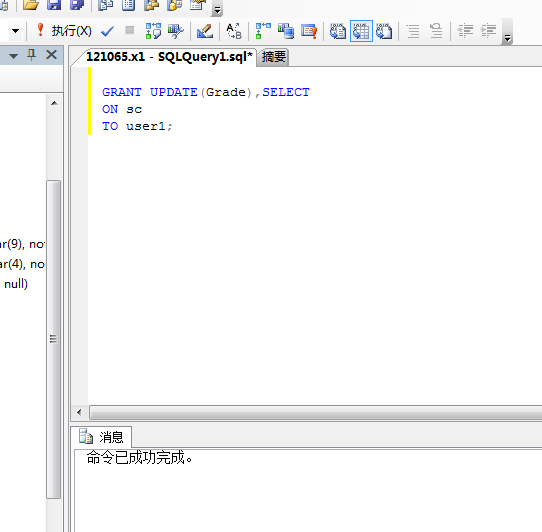 执行(X)
121065.x1 - SQLQuery1.sql*
摘要
GRANT UPDATE(Grade),SELECT
ON sc
TO user1;
ar(9), no
ar(4), no
null)
消息
命令已成功完成。